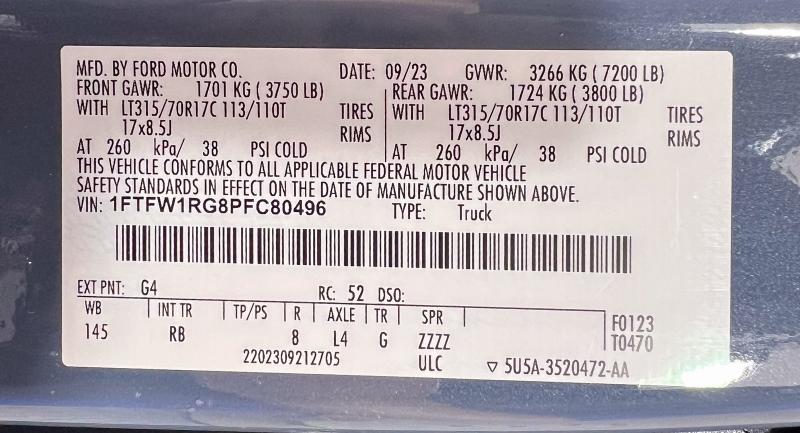 MFD. BY FORD MOTOR CO. DATE: 09/23 GVWR: 3266 KG ( 7200 LB)
FRONT GAWR: 1701 KG ( 3750 LB) REAR GAWR: 1724 KG ( 3800 LB)
WITH LT315/70R17C 113/110T TIRES WITH LT315/70R17C 113/110T TIRES
17x8.5J RIMS 17x8.5J RIMS
AT 260 kPa/ 38 PSI COLD AT 260 kPa/ 38 PSI COLD
THIS VEHICLE CONFORMS TO ALL APPLICABLE FEDERAL MOTOR VEHICLE
SAFETY STANDARDS IN EFFECT ON THE DATE OF MANUFACTURE SHOWN ABOVE.
VIN: 1FTFW1RG8PFC80496 TYPE: Truck
EXT PNT: G4 RC: 52 DSO:
WB INT TR TP/PS R AXLE TR SPR F0123
145 RB 8 L4 G ZZZZ T0470
2202309212705 ULC ▽ 5U5A-3520472-AA